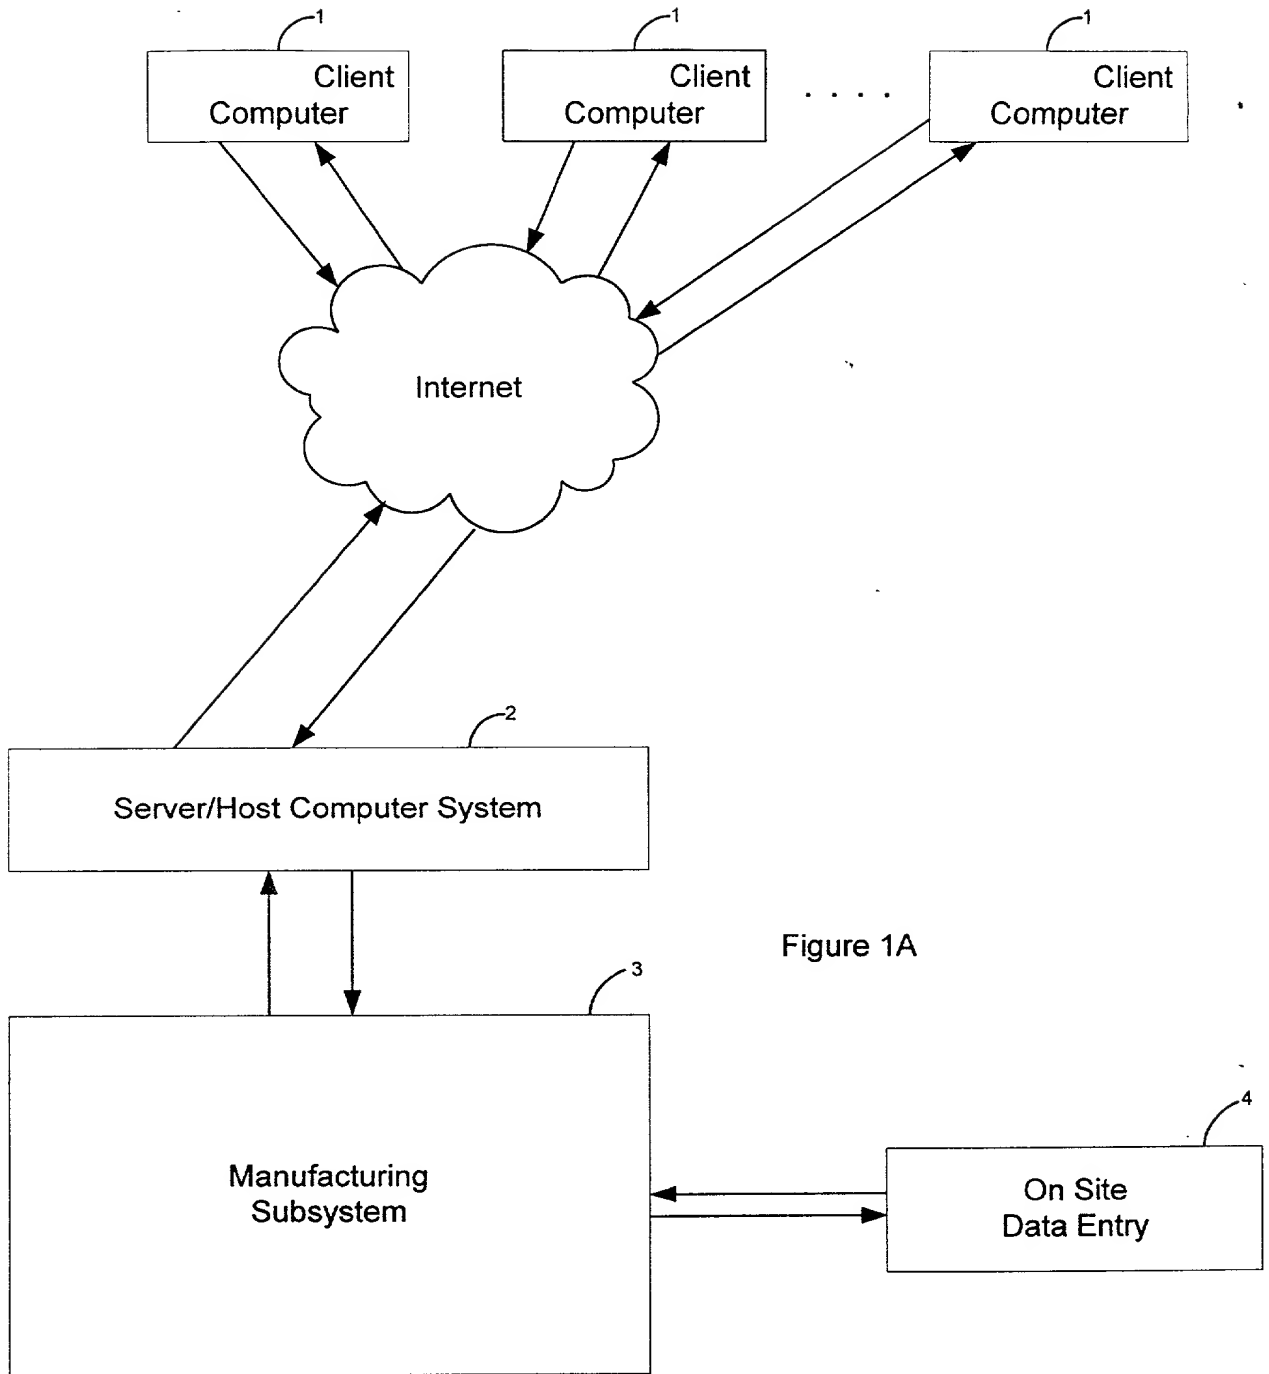 1
1
1
Client
Computer
Client
Computer
. . . .
Client
Computer
Internet
2
Server/Host Computer System
Figure 1A
3
Manufacturing
Subsystem
4
On Site
Data Entry